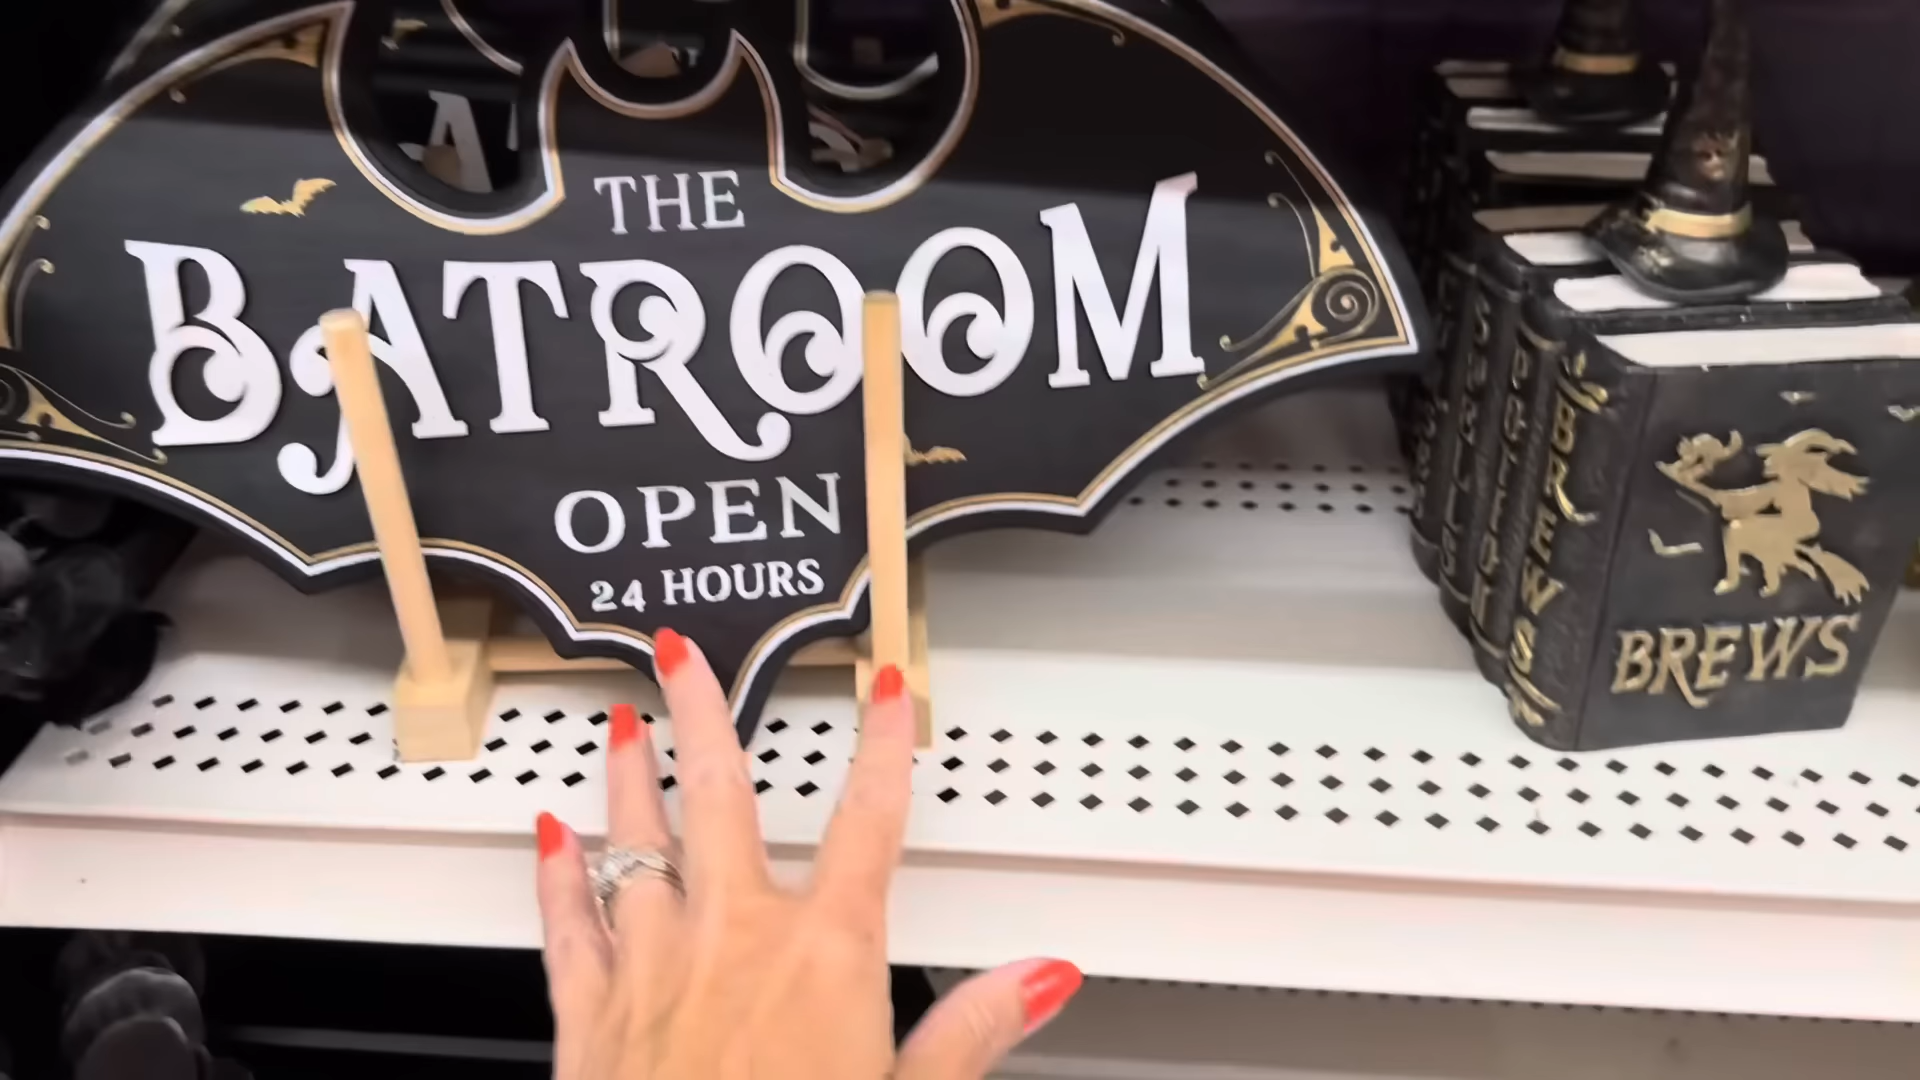 THE
BATROOM
OPEN
24 HOURS
BREWS
BREWS